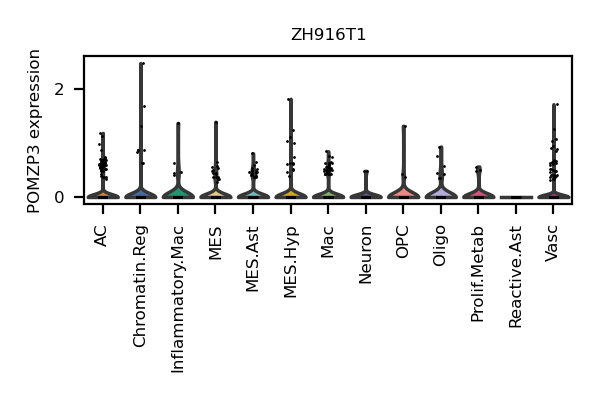 ZH916T1
POMZP3 expression
2
0
AC
Chromatin.Reg
Inflammatory.Mac
MES
MES.Ast
MES.Hyp
Mac
Neuron
OPC
Oligo
Prolif.Metab
Reactive.Ast
Vasc